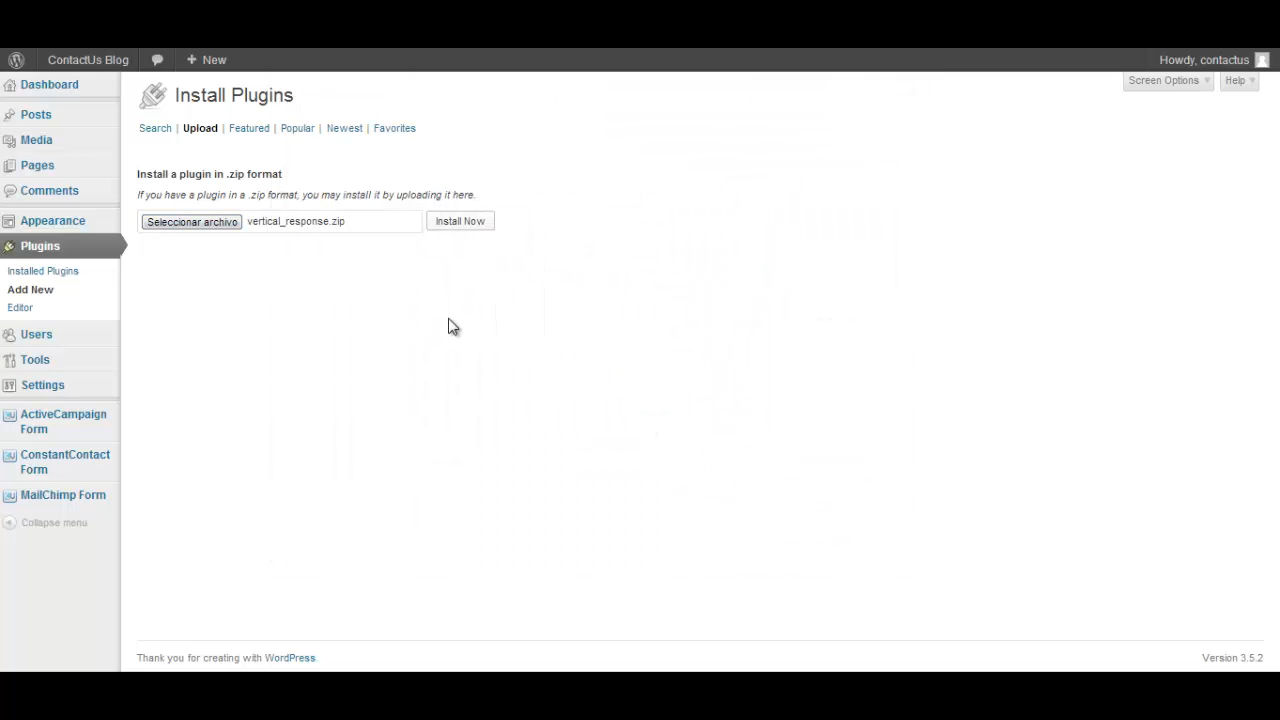 ContactUs Blog
New
Howdy, contactus
Screen Options
Help
Dashboard
Posts
Media
Pages
Comments
Appearance
Plugins
Installed Plugins
Add New
Editor
Users
Tools
Settings
ActiveCampaign
Form
ConstantContact
Form
MailChimp Form
Collapse menu
Install Plugins
Search | Upload | Featured | Popular | Newest | Favorites
Install a plugin in .zip format
If you have a plugin in a .zip format, you may install it by uploading it here.
Seleccionar archivo vertical_response.zip Install Now
Thank you for creating with WordPress.
Version 3.5.2